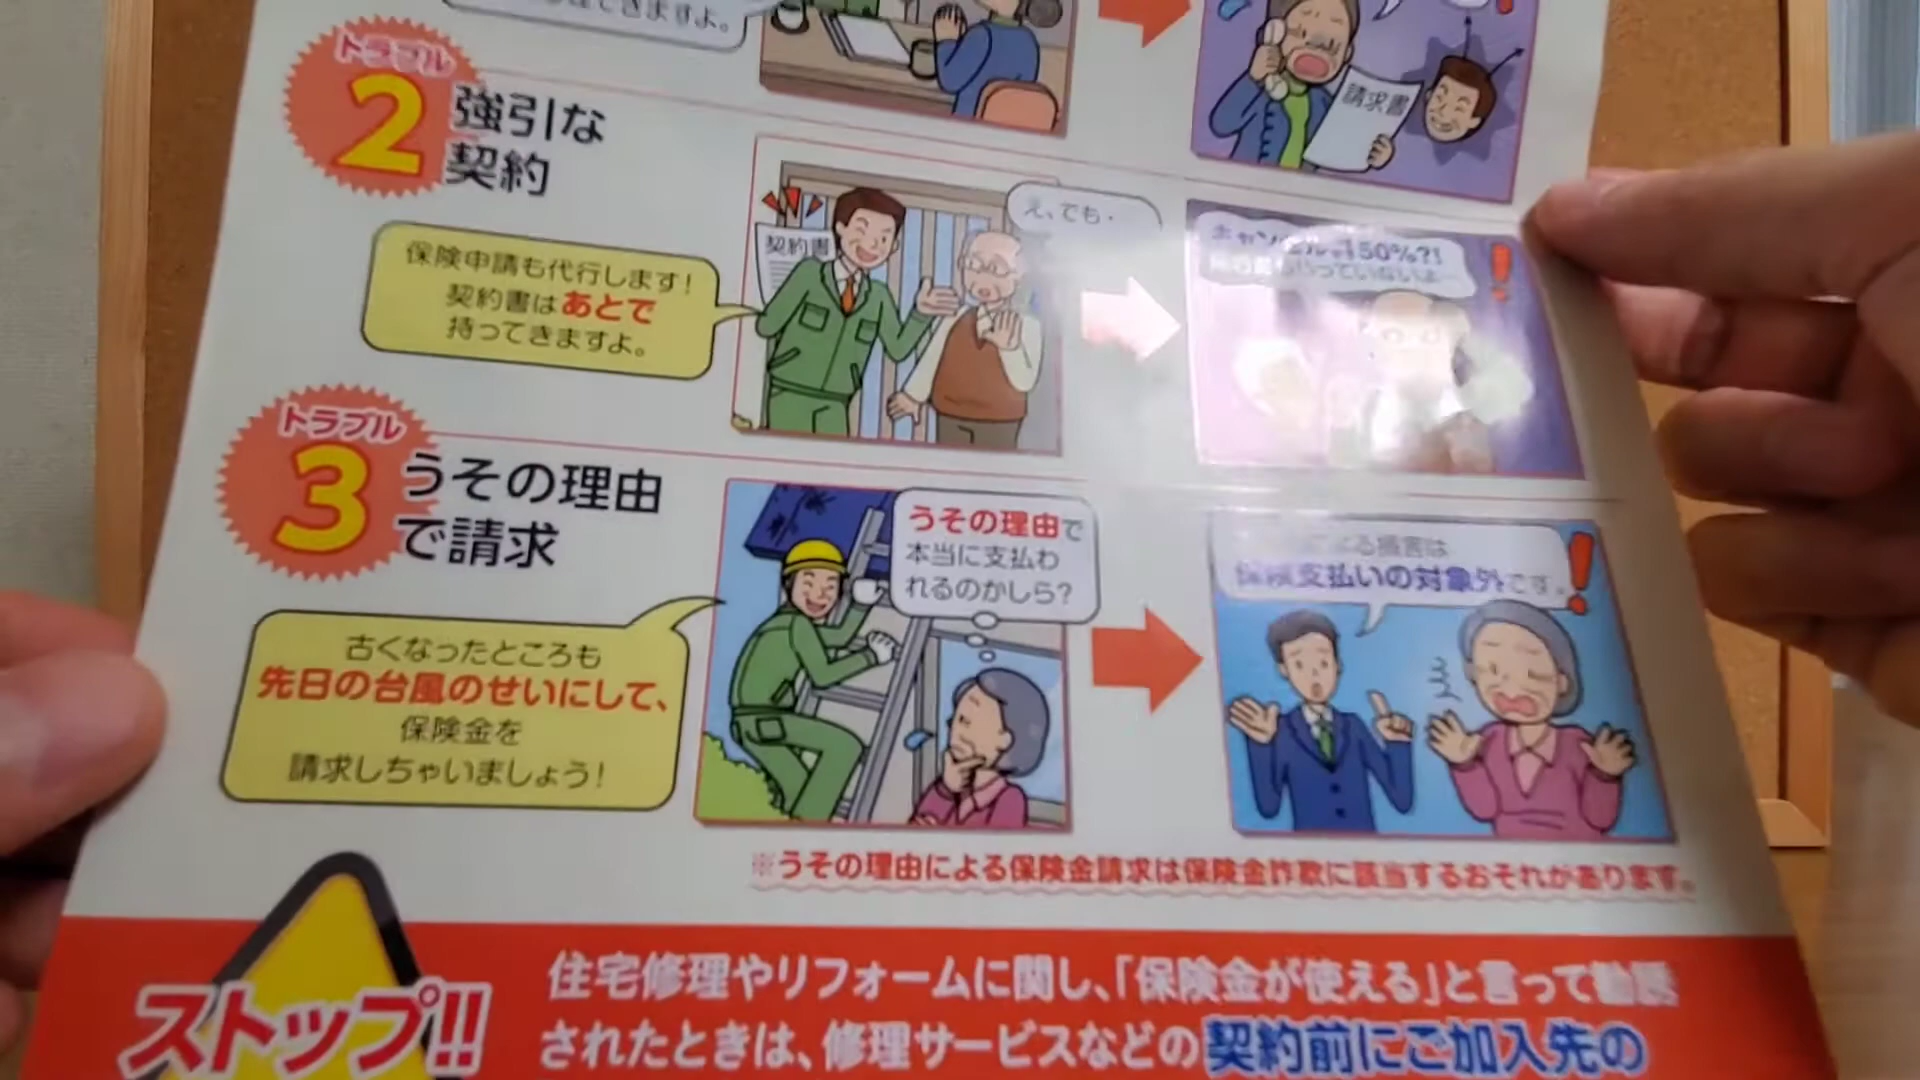 できますよ。
請求書
トラブル
2
強引な
契約
保険申請も代行します!
契約書はあとで
持ってきますよ。
契約書
え、でも・
50%?!
トラブル
3
うその理由
で請求
古くなったところも
先日の台風のせいにして、
保険金を
請求しちゃいましょう!
うその理由で
本当に支払わ
れるのかしら?
よる損害は
保険支払いの対象外です。
※うその理由による保険金請求は保険金詐欺に該当するおそれがあります。
ストップ!!
住宅修理やリフォームに関し、「保険金が使える」と言って勧誘
されたときは、修理サービスなどの契約前にご加入先の